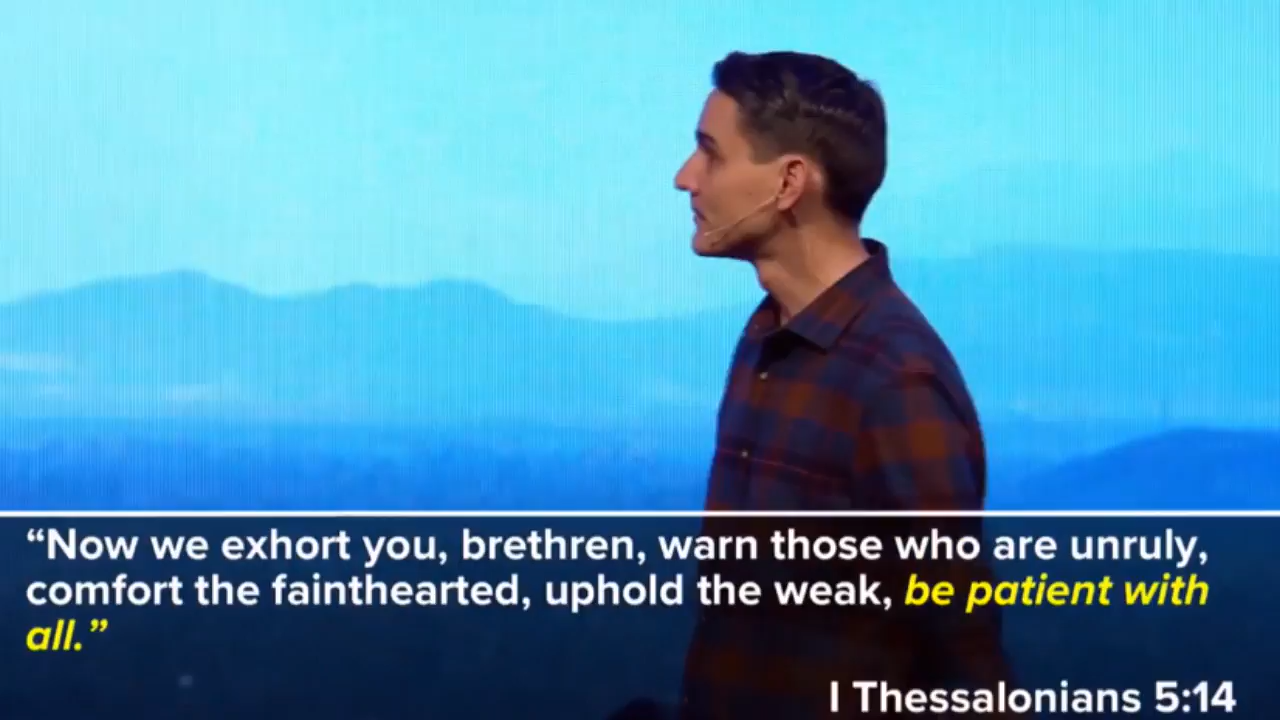 “Now we exhort you, brethren, warn those who are unruly,
comfort the fainthearted, uphold the weak, be patient with
all.”
I Thessalonians 5:14